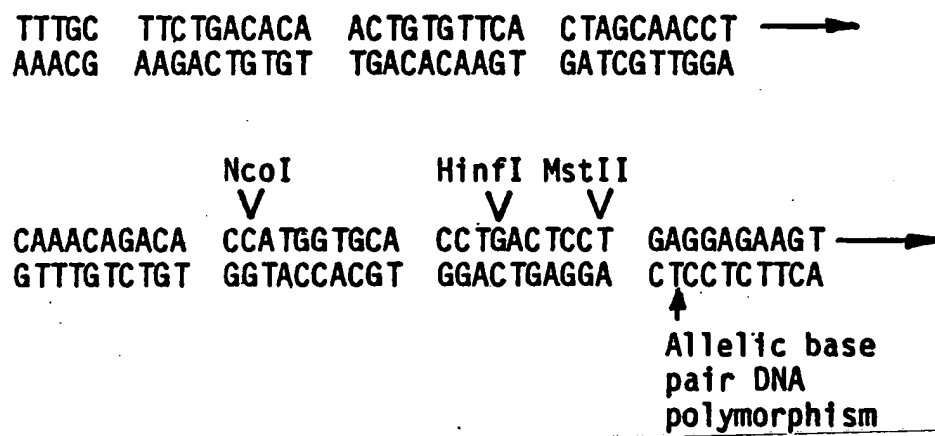 TTTGC TTCTGACACA ACTGTGTTCA CTAGCAACCT
AAACG AAGACTGTGT TGACACAAGT GATCGTTGGA
NcoI HinfI MstII
CAAACAGACA CCATGGTGCA CCTGACTCCT GAGGAGAAGT
GTTTGTCTGT GGTACCACGT GGACTGAGGA CTCCTCTTCA
Allelic base
pair DNA
polymorphism